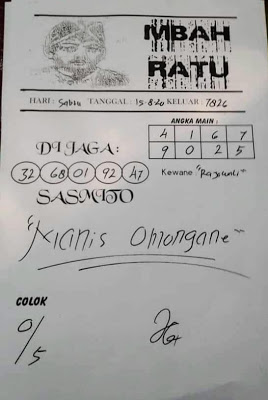 MBAH
RATU
HARI : Sabtu TANGGAL : 15-8-20 KELUAR : 7826
ANGKA MAIN :
4 1 6 7
9 0 2 5
DI JAGA :
32 68 01 92 47
Kewane "Rajawali"
SASMITO
"Manis Omongane"
COLOK
0/5